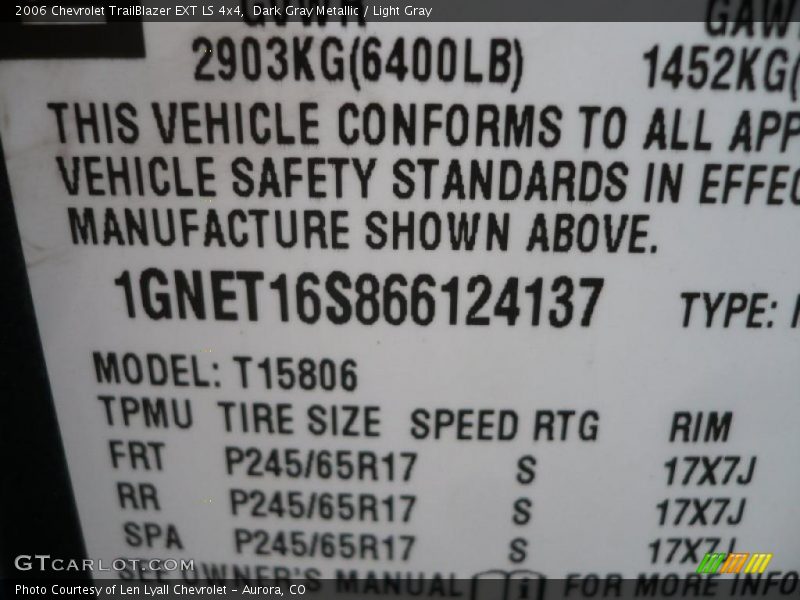 2006 Chevrolet TrailBlazer EXT LS 4x4, Dark Gray Metallic / Light Gray
2903KG(6400LB) 1452KG(
THIS VEHICLE CONFORMS TO ALL APP
VEHICLE SAFETY STANDARDS IN EFFEC
MANUFACTURE SHOWN ABOVE.
1GNET16S866124137 TYPE:
MODEL: T15806
TPMU TIRE SIZE SPEED RTG RIM
FRT P245/65R17 S 17X7J
RR P245/65R17 S 17X7J
SPA P245/65R17 S 17X7J
SEE OWNER'S MANUAL FOR MORE INFO
GTCARLOT.COM
Photo Courtesy of Len Lyall Chevrolet - Aurora, CO